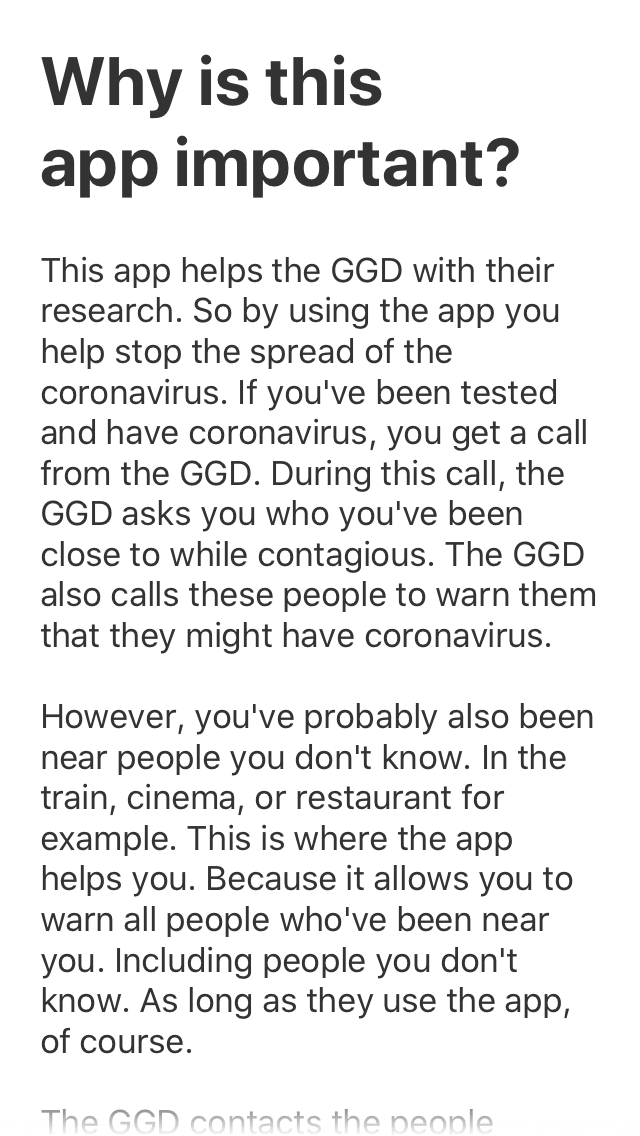 Why is this
app important?
This app helps the GGD with their
research. So by using the app you
help stop the spread of the
coronavirus. If you've been tested
and have coronavirus, you get a call
from the GGD. During this call, the
GGD asks you who you've been
close to while contagious. The GGD
also calls these people to warn them
that they might have coronavirus.
However, you've probably also been
near people you don't know. In the
train, cinema, or restaurant for
example. This is where the app
helps you. Because it allows you to
warn all people who've been near
you. Including people you don't
know. As long as they use the app,
of course.
The GGD contacts the people